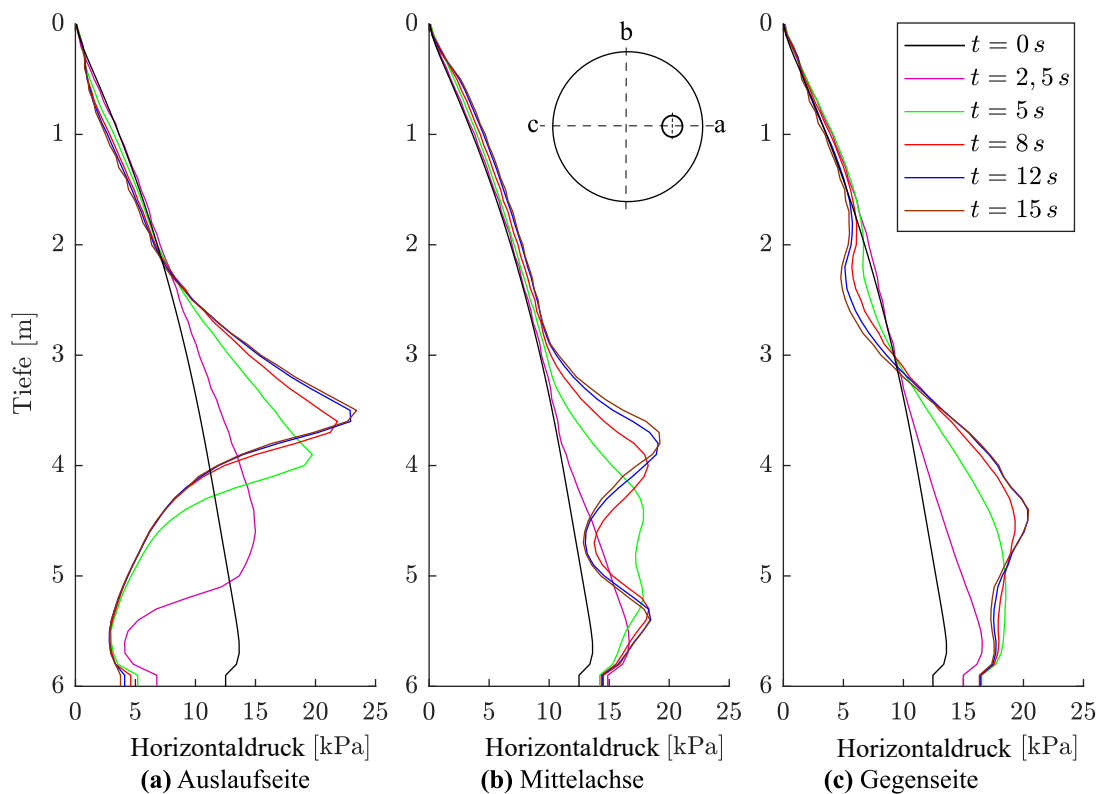 0
1
2
3
4
5
6
Tiefe [m]
0 5 10 15 20 25
Horizontaldruck [kPa]
(a) Auslaufseite
0
1
2
3
4
5
6
b
c
a
0 5 10 15 20 25
Horizontaldruck [kPa]
(b) Mittelachse
0
1
2
3
4
5
6
t = 0 s
t = 2, 5 s
t = 5 s
t = 8 s
t = 12 s
t = 15 s
0 5 10 15 20 25
Horizontaldruck [kPa]
(c) Gegenseite